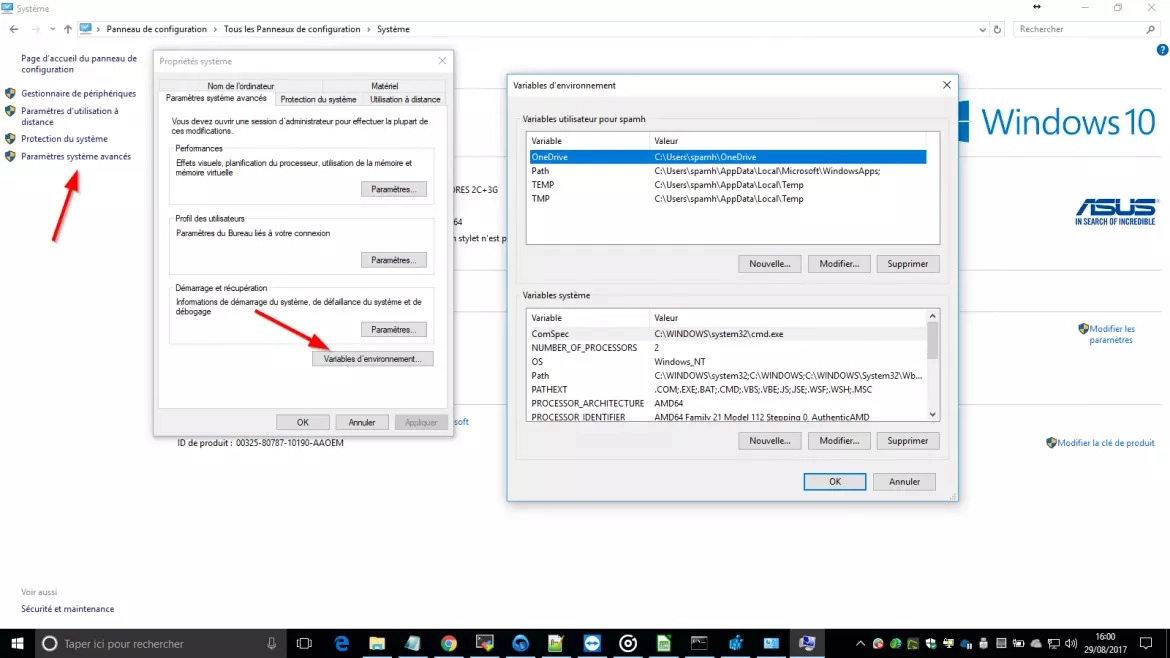 Système
Panneau de configuration > Tous les Panneaux de configuration > Système
Rechercher
Page d'accueil du panneau de
configuration
Gestionnaire de périphériques
Paramètres d'utilisation à
distance
Protection du système
Paramètres système avancés
Propriétés système
Nom de l'ordinateur
Matériel
Paramètres système avancés
Protection du système
Utilisation à distance
Vous devez ouvrir une session d'administrateur pour effectuer la plupart de
ces modifications.
Performances
Effets visuels, planification du processeur, utilisation de la mémoire et
mémoire virtuelle
Paramètres...
Profil des utilisateurs
Paramètres du Bureau liés à votre connexion
Paramètres...
Démarrage et récupération
Informations de démarrage du système, de défaillance du système et de
débogage
Paramètres...
Variables d'environnement...
OK
Annuler
Appliquer
ORES 2C+3G
64
n stylet n'est p
soft
ID de produit : 00325-80787-10190-AAOEM
Variables d'environnement
Variables utilisateur pour spamh
Variable Valeur
OneDrive C:\Users\spamh\OneDrive
Path C:\Users\spamh\AppData\Local\Microsoft\WindowsApps;
TEMP C:\Users\spamh\AppData\Local\Temp
TMP C:\Users\spamh\AppData\Local\Temp
Nouvelle...
Modifier...
Supprimer
Variables système
Variable Valeur
ComSpec C:\WINDOWS\system32\cmd.exe
NUMBER_OF_PROCESSORS 2
OS Windows_NT
Path C:\WINDOWS\system32;C:\WINDOWS;C:\WINDOWS\System32\Wb...
PATHEXT .COM;.EXE;.BAT;.CMD;.VBS;.VBE;.JS;.JSE;.WSF;.WSH;.MSC
PROCESSOR_ARCHITECTURE AMD64
PROCESSOR_IDENTIFIER AMD64 Family 21 Model 112 Stepping 0, AuthenticAMD
Nouvelle...
Modifier...
Supprimer
OK
Annuler
Windows 10
ASUS
IN SEARCH OF INCREDIBLE
Modifier les
paramètres
Modifier la clé de produit
Voir aussi
Sécurité et maintenance
Taper ici pour rechercher
16:00
29/08/2017